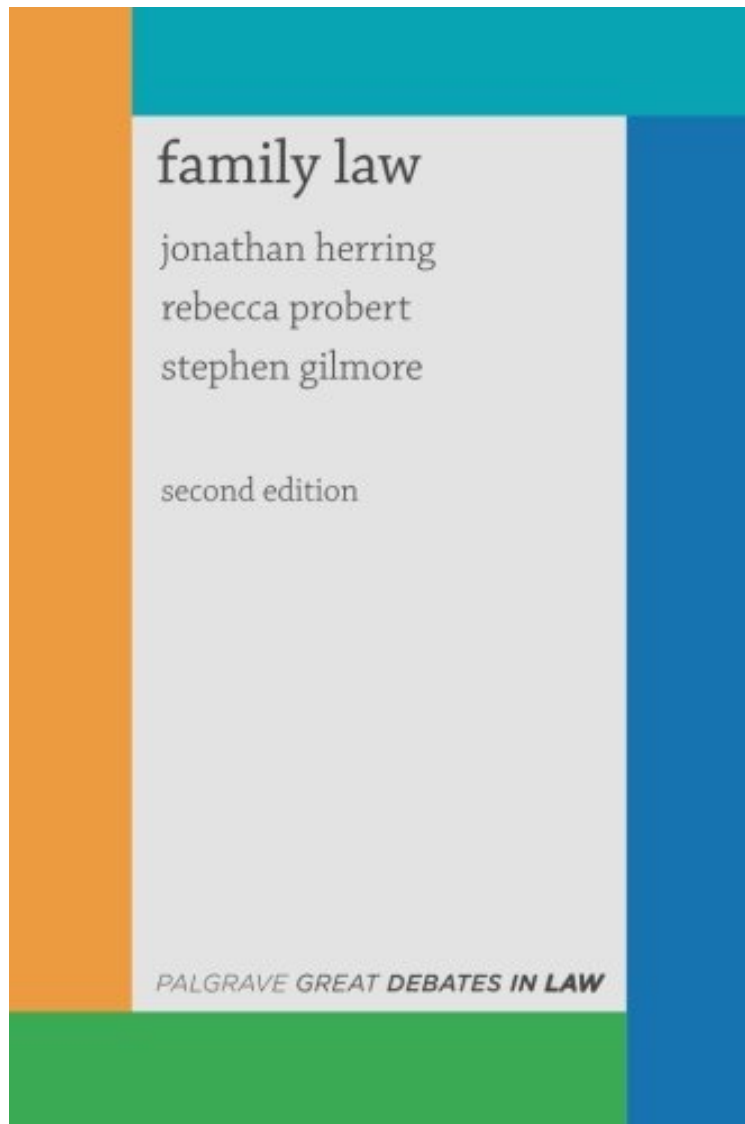 family law
jonathan herring
rebecca probert
stephen gilmore
second edition
PALGRAVE GREAT DEBATES IN LAW